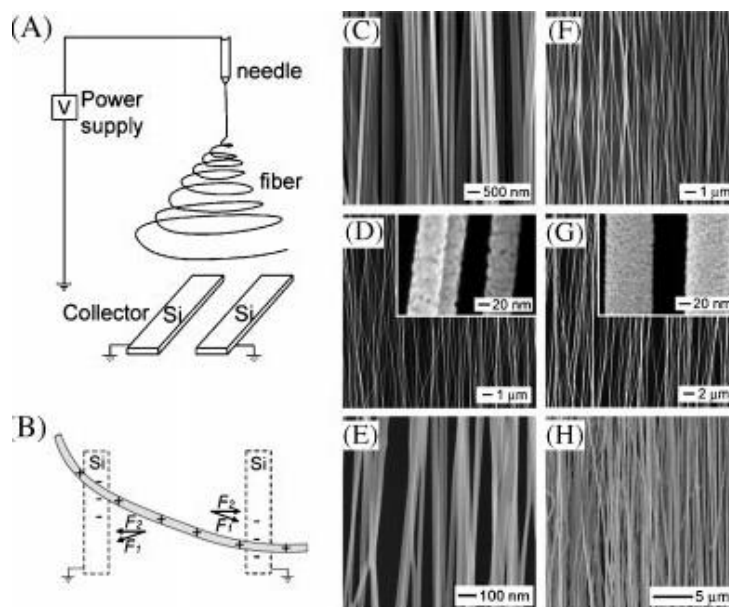 (A)
needle
V
Power
supply
fiber
Collector
Si
Si
(B)
Si
Si
F₂
F₁
F₂
F₁
(C)
500 nm
(D)
20 nm
1 μm
(E)
100 nm
(F)
1 μm
(G)
20 nm
2 μm
(H)
5 μm